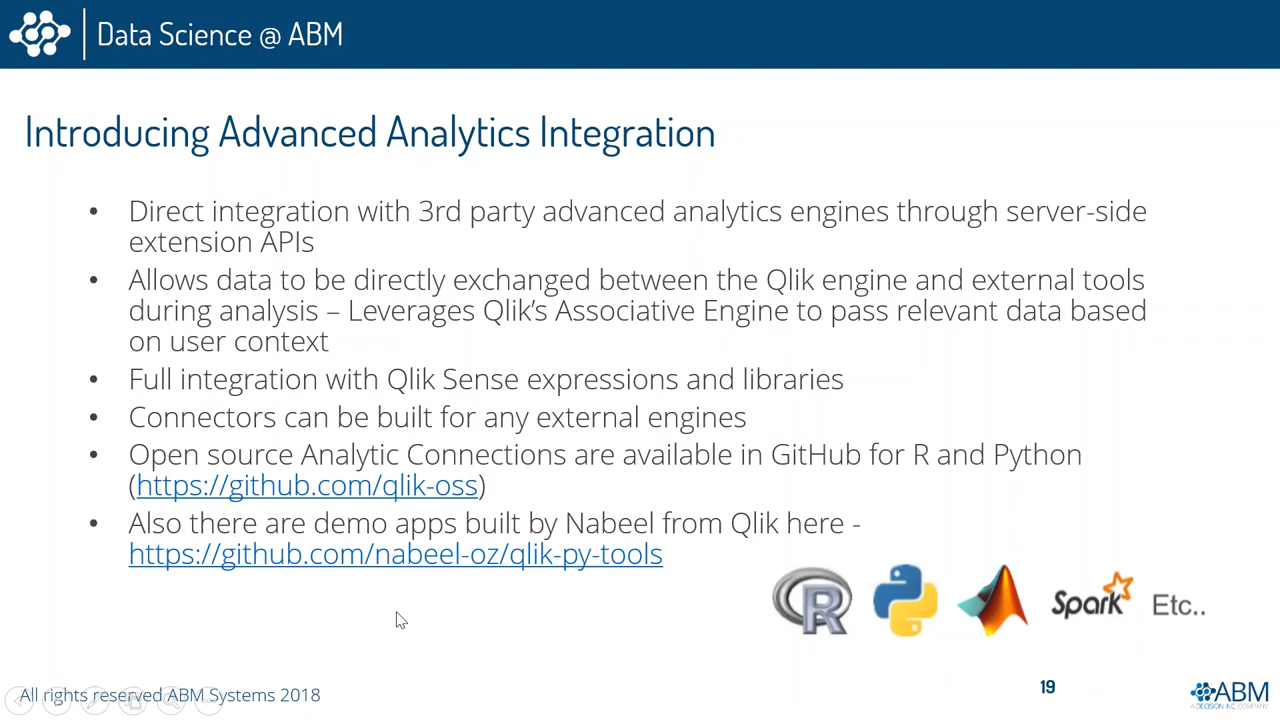 Data Science @ ABM
Introducing Advanced Analytics Integration
• Direct integration with 3rd party advanced analytics engines through server-side
extension APIs
• Allows data to be directly exchanged between the Qlik engine and external tools
during analysis – Leverages Qlik’s Associative Engine to pass relevant data based
on user context
• Full integration with Qlik Sense expressions and libraries
• Connectors can be built for any external engines
• Open source Analytic Connections are available in GitHub for R and Python
(https://github.com/qlik-oss)
• Also there are demo apps built by Nabeel from Qlik here -
https://github.com/nabeel-oz/qlik-py-tools
R Spark Etc..
All rights reserved ABM Systems 2018
19
ABM
A DECISION INC. COMPANY